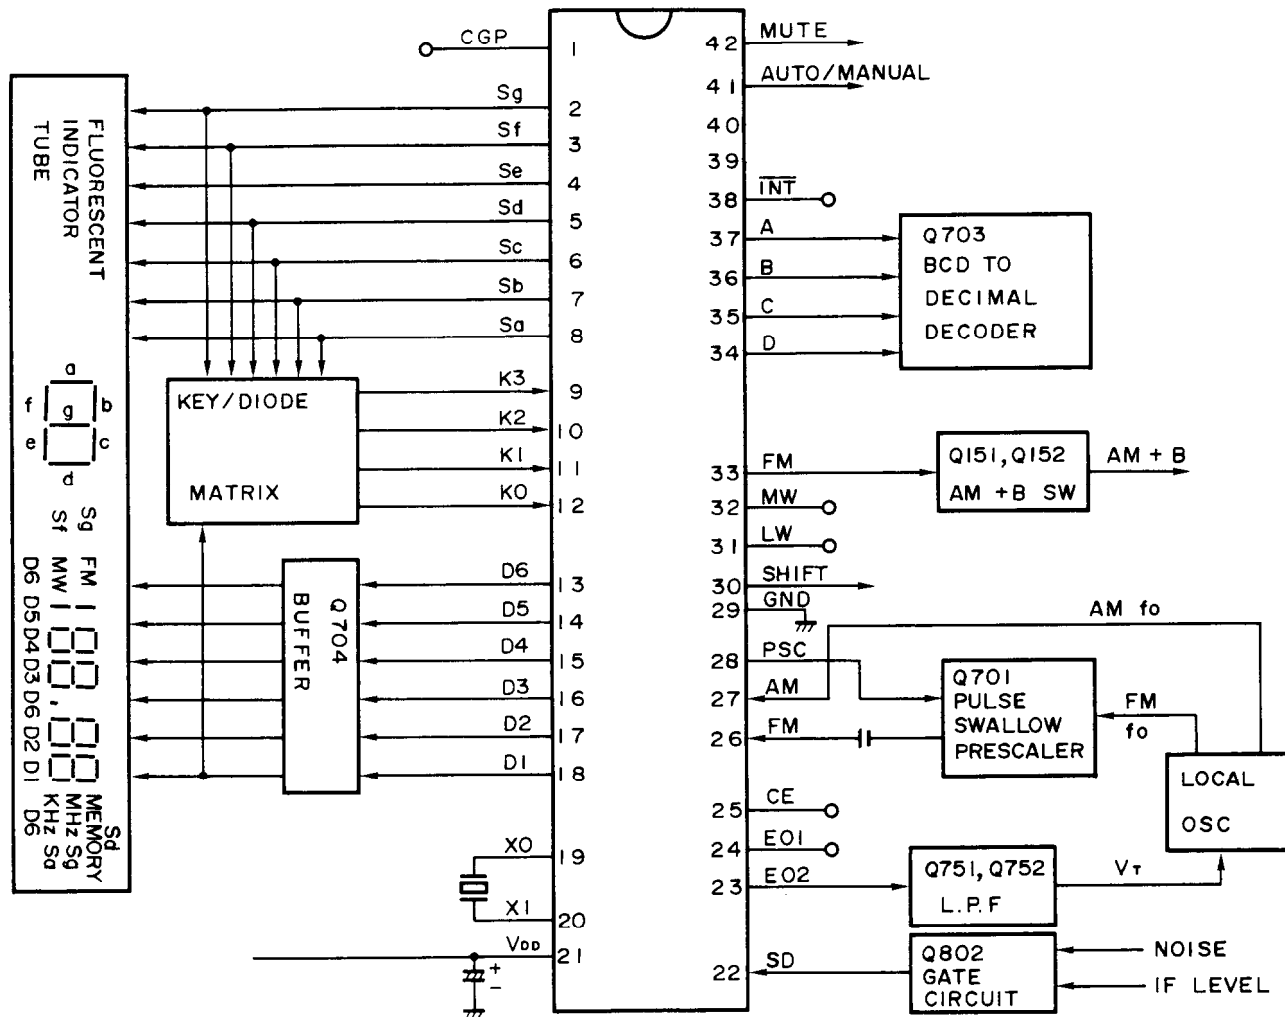 CGP
1
Sg
2
Sf
3
Se
4
Sd
5
Sc
6
Sb
7
Sa
8
K3
9
K2
10
K1
11
K0
12
D6
13
D5
14
D4
15
D3
16
D2
17
D1
18
X0
19
X1
20
VDD
21
+
-
FLUORESCENT
INDICATOR
TUBE
a
f g b
e c
d
Sg FM
Sf MW
D6 D5 D4 D3 D6 D2 D1 D6
Sd
MEMORY
MHz Sg
KHz Sa
KEY/DIODE
MATRIX
Q704
BUFFER
42 MUTE
41 AUTO/MANUAL
40
39
38 INT
37 A
36 B
35 C
34 D
Q703
BCD TO
DECIMAL
DECODER
33 FM
Q151, Q152
AM +B SW
AM + B
32 MW
31 LW
30 SHIFT
29 GND
28 PSC
27 AM
26 FM
AM fo
Q701
PULSE
SWALLOW
PRESCALER
FM
fo
LOCAL
OSC
25 CE
24 EO1
23 EO2
Q751, Q752
L.P.F
VT
22 SD
Q802
GATE
CIRCUIT
NOISE
IF LEVEL